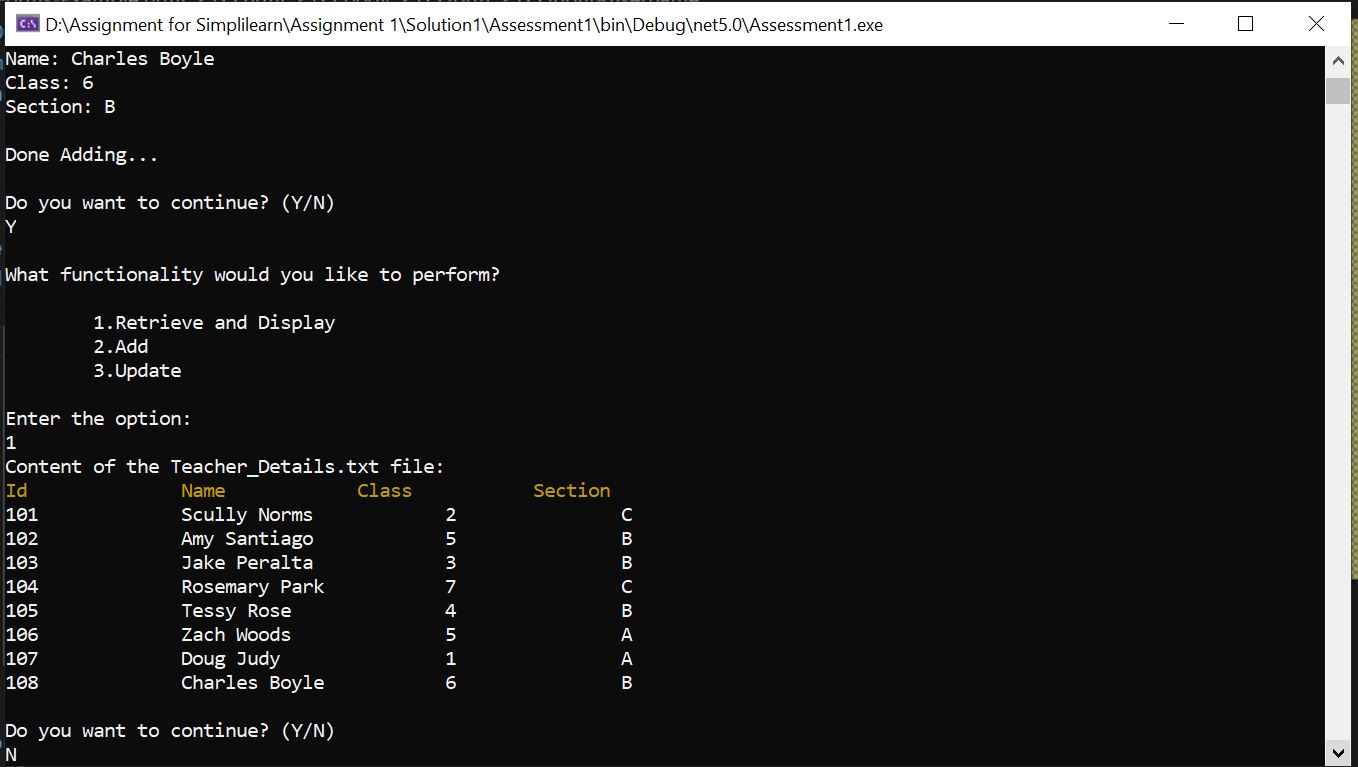 D:\Assignment for Simplilearn\Assignment 1\Solution1\Assessment1\bin\Debug\net5.0\Assessment1.exe
Name: Charles Boyle
Class: 6
Section: B
Done Adding...
Do you want to continue? (Y/N)
Y
What functionality would you like to perform?
1.Retrieve and Display
2.Add
3.Update
Enter the option:
1
Content of the Teacher_Details.txt file:
Id Name Class Section
101 Scully Norms 2 C
102 Amy Santiago 5 B
103 Jake Peralta 3 B
104 Rosemary Park 7 C
105 Tessy Rose 4 B
106 Zach Woods 5 A
107 Doug Judy 1 A
108 Charles Boyle 6 B
Do you want to continue? (Y/N)
N